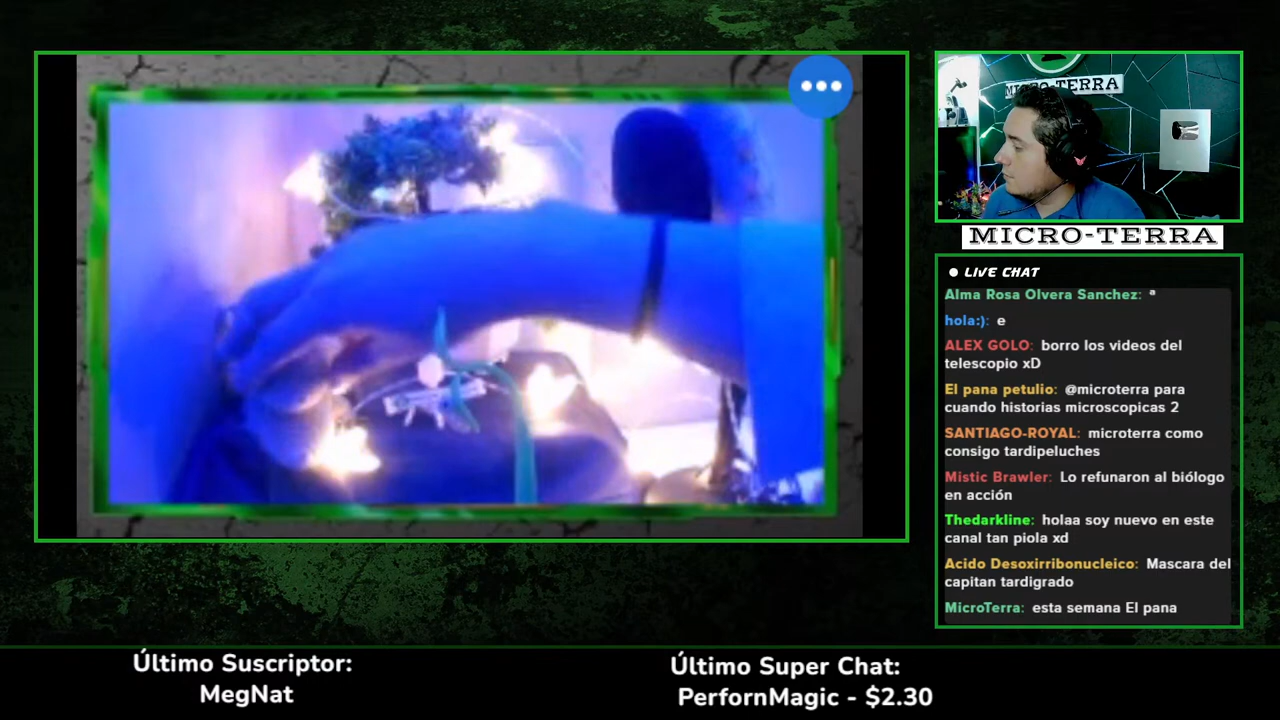 MICRO-TERRA
MICRO-TERRA
LIVE CHAT
Alma Rosa Olvera Sanchez: ª
hola:): e
ALEX GOLO: borro los videos del
telescopio xD
El pana petulio: @microterra para
cuando historias microscopicas 2
SANTIAGO-ROYAL: microterra como
consigo tardipeluches
Mistic Brawler: Lo refunaron al biólogo
en acción
Thedarkline: holaa soy nuevo en este
canal tan piola xd
Acido Desoxirribonucleico: Mascara del
capitan tardigrado
MicroTerra: esta semana El pana
Último Suscriptor:
MegNat
Último Super Chat:
PerfornMagic - $2.30